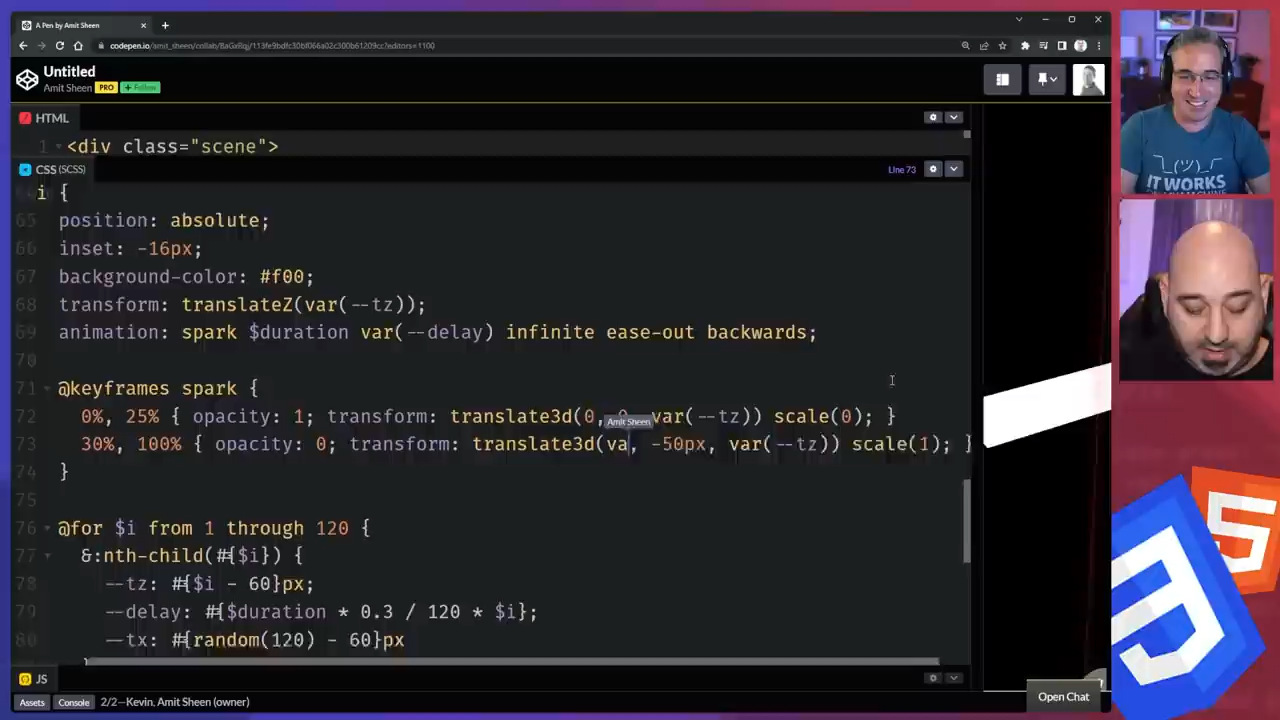 A Pen by Amit Sheen
codepen.io/amit_sheen/collab/BaGxRqj/113fe9bdfc30bf066a02c300b61209cc?editors=1100
Untitled
Amit Sheen PRO + Follow
HTML
1 <div class="scene">
CSS (SCSS)
Line 73
i {
65 position: absolute;
66 inset: -16px;
67 background-color: #f00;
68 transform: translateZ(var(--tz));
69 animation: spark $duration var(--delay) infinite ease-out backwards;
70
71 @keyframes spark {
72 0%, 25% { opacity: 1; transform: translate3d(0, 0, var(--tz)) scale(0); }
Amit Sheen
73 30%, 100% { opacity: 0; transform: translate3d(va, -50px, var(--tz)) scale(1); }
74 }
75
76 @for $i from 1 through 120 {
77 &:nth-child(#{$i}) {
78 --tz: #{$i - 60}px;
79 --delay: #{$duration * 0.3 / 120 * $i};
80 --tx: #{random(120) - 60}px
JS
Assets Console 2/2—Kevin, Amit Sheen (owner)
Open Chat
¯\_(ツ)_/¯
IT WORKS